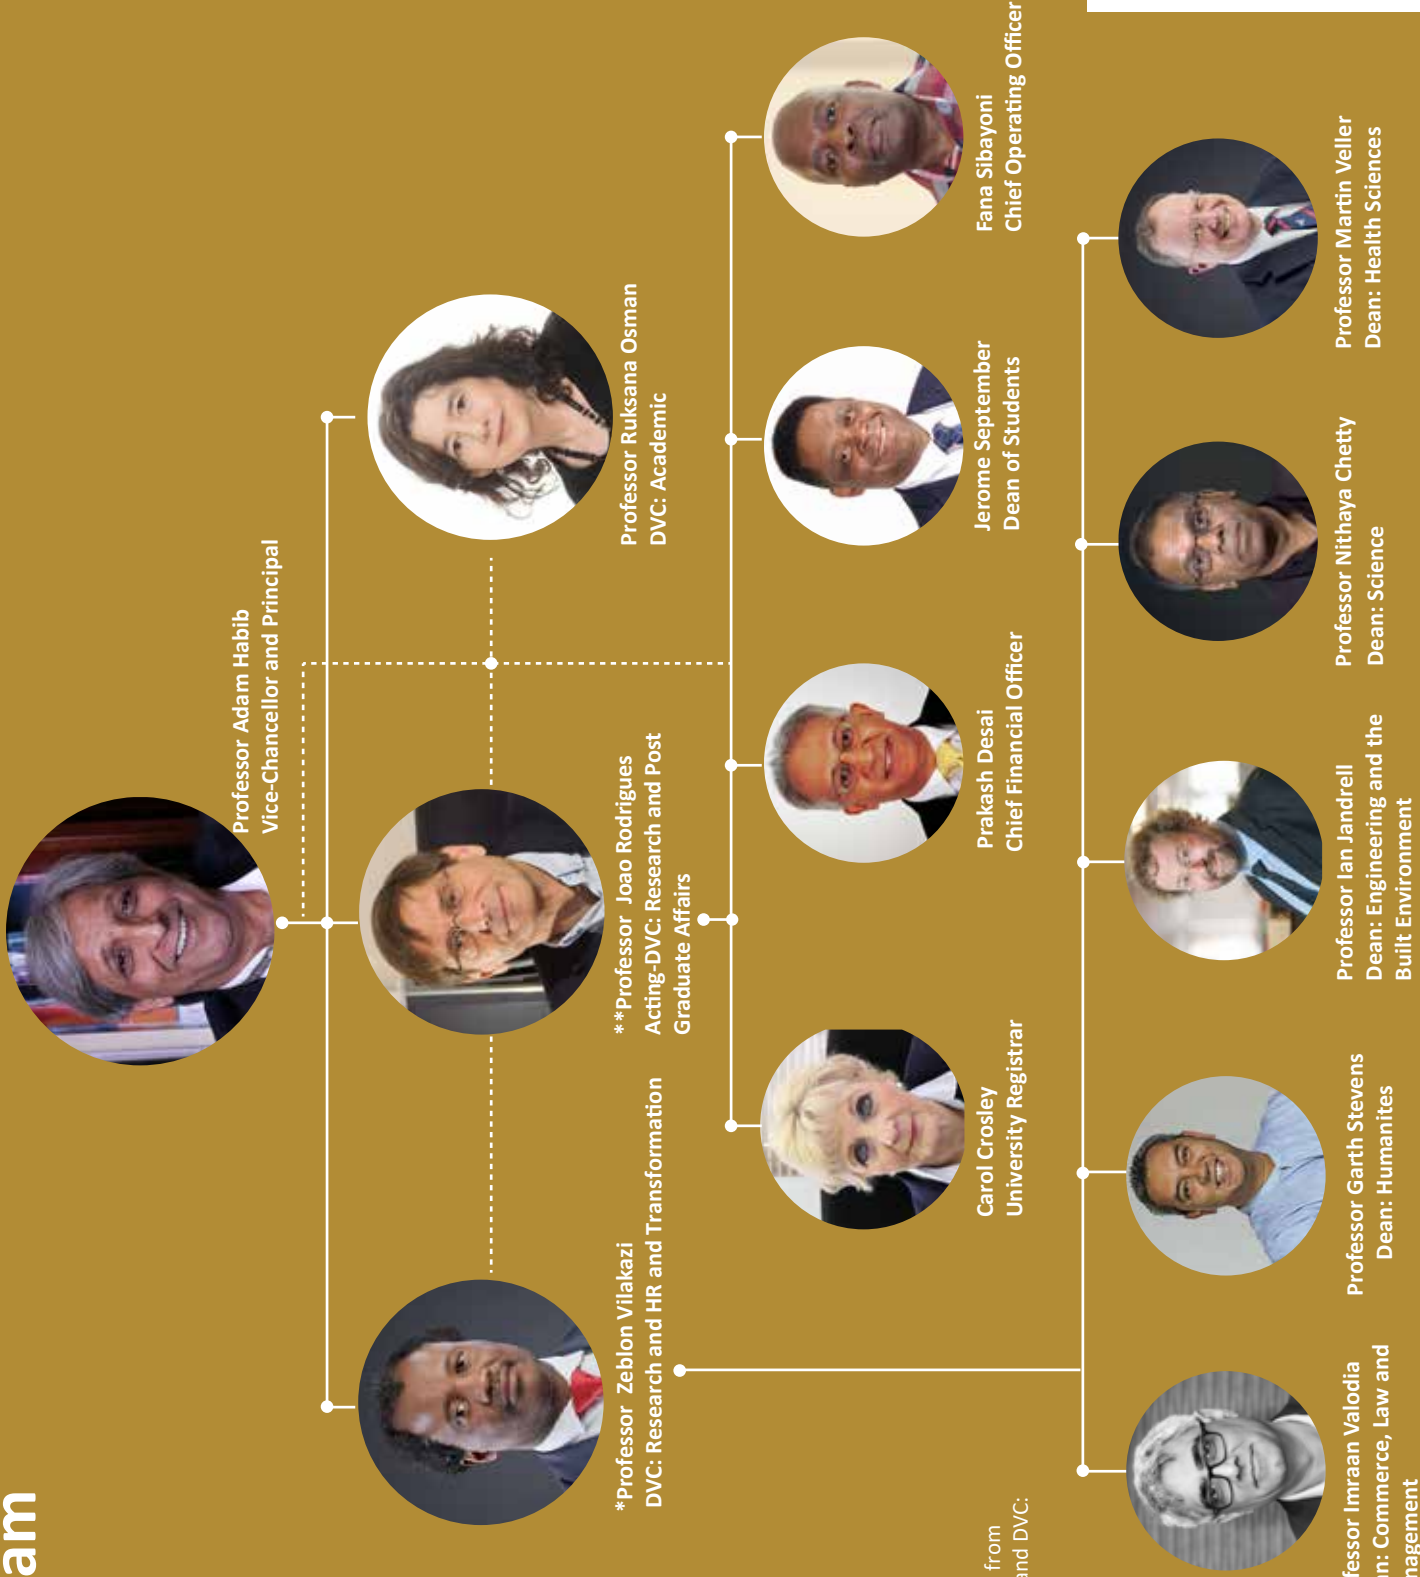 am
Professor Adam Habib
Vice-Chancellor and Principal
*Professor Zeblon Vilakazi
DVC: Research and HR and Transformation
**Professor Joao Rodrigues
Acting-DVC: Research and Post
Graduate Affairs
Professor Ruksana Osman
DVC: Academic
Carol Crosley
University Registrar
Prakash Desai
Chief Financial Officer
Jerome September
Dean of Students
Fana Sibayoni
Chief Operating Officer
from
and DVC:
fessor Imraan Valodia
an: Commerce, Law and
nagement
Professor Garth Stevens
Dean: Humanites
Professor Ian Jandrell
Dean: Engineering and the
Built Environment
Professor Nithaya Chetty
Dean: Science
Professor Martin Veller
Dean: Health Sciences